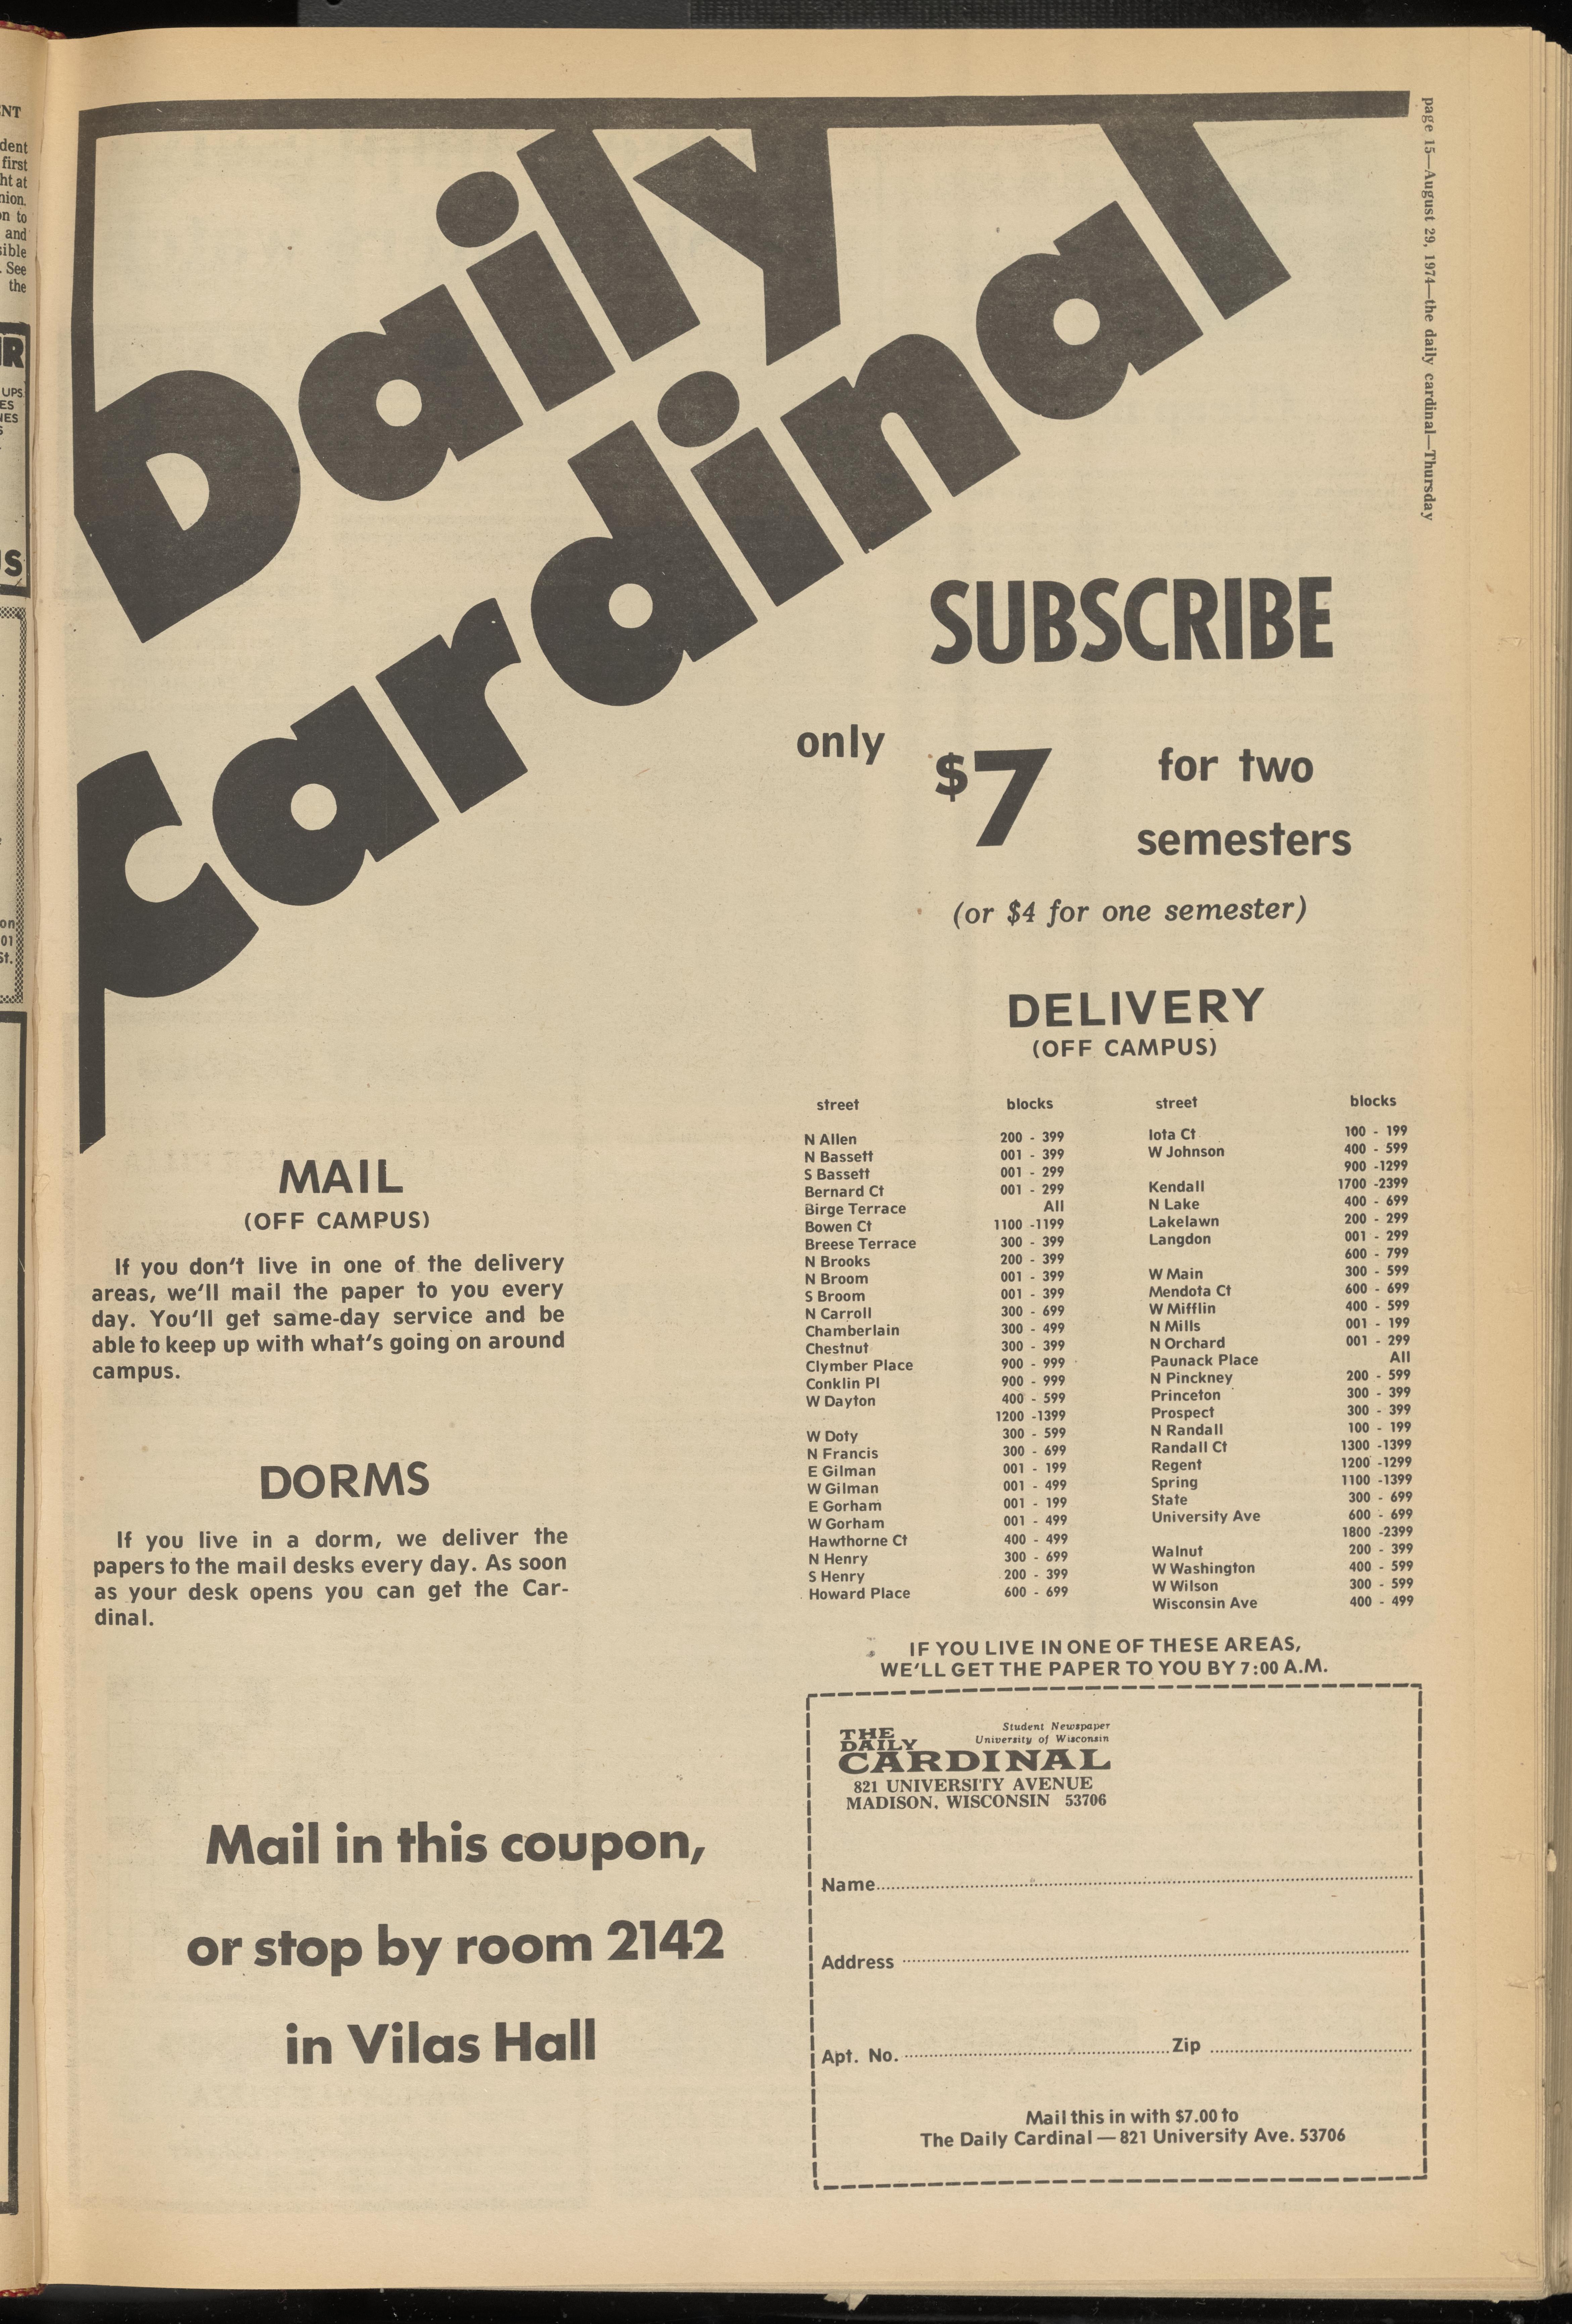 page 15—August 29, 1974—the daily cardinal—Thursday
Daily
Cardinal
SUBSCRIBE
only $7 for two
semesters
(or $4 for one semester)
DELIVERY
(OFF CAMPUS)
street blocks
N Allen 200 - 399
N Bassett 001 - 399
S Bassett 001 - 299
Bernard Ct 001 - 299
Birge Terrace All
Bowen Ct 1100 -1199
Breese Terrace 300 - 399
N Brooks 200 - 399
N Broom 001 - 399
S Broom 001 - 399
N Carroll 300 - 699
Chamberlain 300 - 499
Chestnut 300 - 399
Clymber Place 900 - 999
Conklin Pl 900 - 999
W Dayton 400 - 599
1200 -1399
W Doty 300 - 599
N Francis 300 - 699
E Gilman 001 - 199
W Gilman 001 - 499
E Gorham 001 - 199
W Gorham 001 - 499
Hawthorne Ct 400 - 499
N Henry 300 - 699
S Henry 200 - 399
Howard Place 600 - 699
street blocks
Iota Ct 100 - 199
W Johnson 400 - 599
900 -1299
Kendall 1700 -2399
N Lake 400 - 699
Lakelawn 200 - 299
Langdon 001 - 299
600 - 799
W Main 300 - 599
Mendota Ct 600 - 699
W Mifflin 400 - 599
N Mills 001 - 199
N Orchard 001 - 299
Paunack Place All
N Pinckney 200 - 599
Princeton 300 - 399
Prospect 300 - 399
N Randall 100 - 199
Randall Ct 1300 -1399
Regent 1200 -1299
Spring 1100 -1399
State 300 - 699
University Ave 600 - 699
1800 -2399
Walnut 200 - 399
W Washington 400 - 599
W Wilson 300 - 599
Wisconsin Ave 400 - 499
IF YOU LIVE IN ONE OF THESE AREAS,
WE'LL GET THE PAPER TO YOU BY 7:00 A.M.
MAIL
(OFF CAMPUS)
If you don't live in one of the delivery
areas, we'll mail the paper to you every
day. You'll get same-day service and be
able to keep up with what's going on around
campus.
DORMS
If you live in a dorm, we deliver the
papers to the mail desks every day. As soon
as your desk opens you can get the Car-
dinal.
Mail in this coupon,
or stop by room 2142
in Vilas Hall
THE
DAILY
CARDINAL
Student Newspaper
University of Wisconsin
821 UNIVERSITY AVENUE
MADISON, WISCONSIN 53706
Name
Address
Apt. No. Zip
Mail this in with $7.00 to
The Daily Cardinal — 821 University Ave. 53706